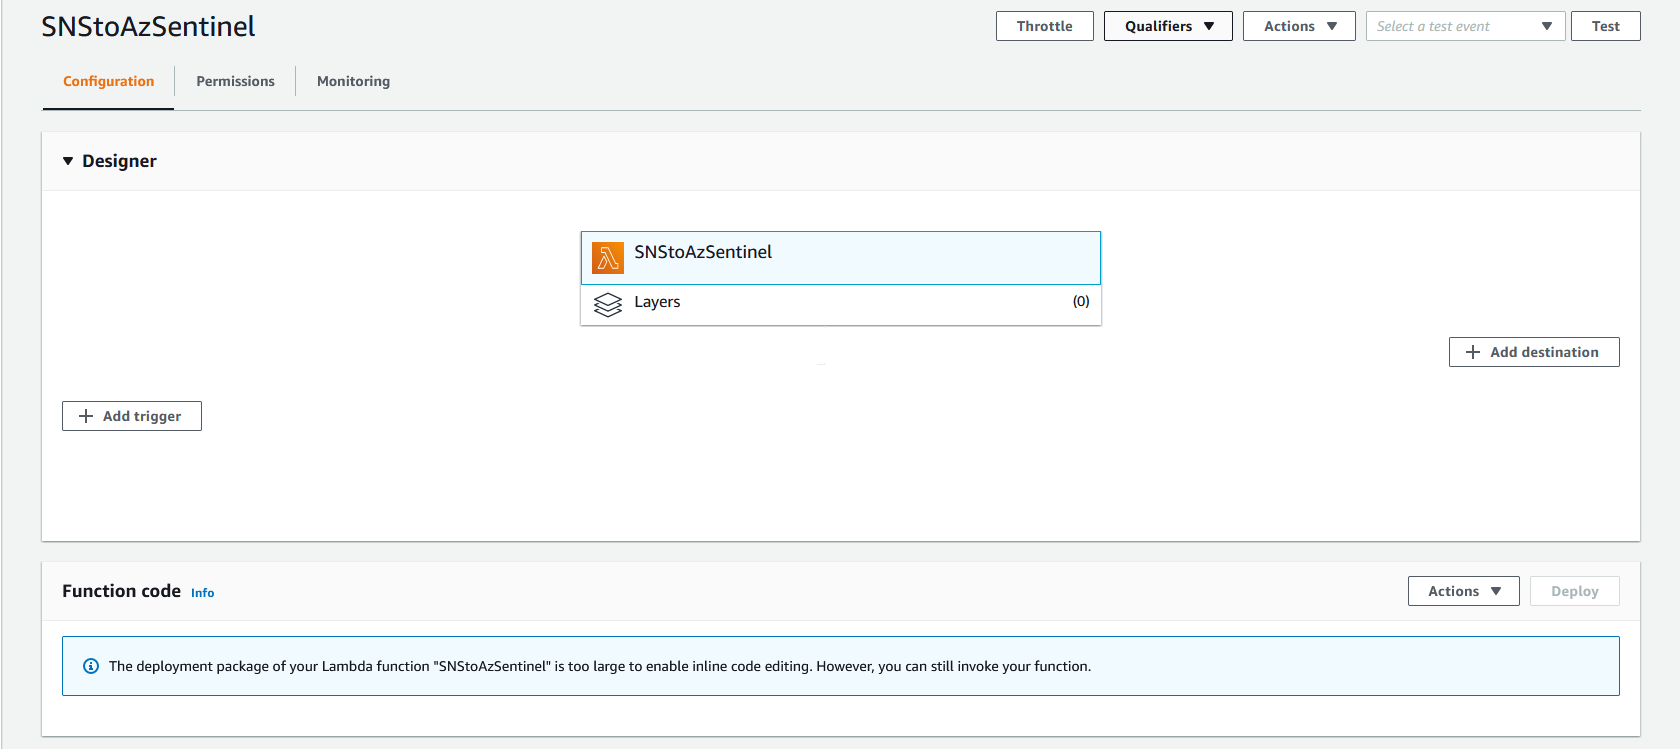 SNStoAzSentinel
Throttle
Qualifiers
Actions
Select a test event
Test
Configuration
Permissions
Monitoring
Designer
SNStoAzSentinel
Layers
(0)
Add destination
Add trigger
Function code Info
Actions
Deploy
The deployment package of your Lambda function "SNStoAzSentinel" is too large to enable inline code editing. However, you can still invoke your function.